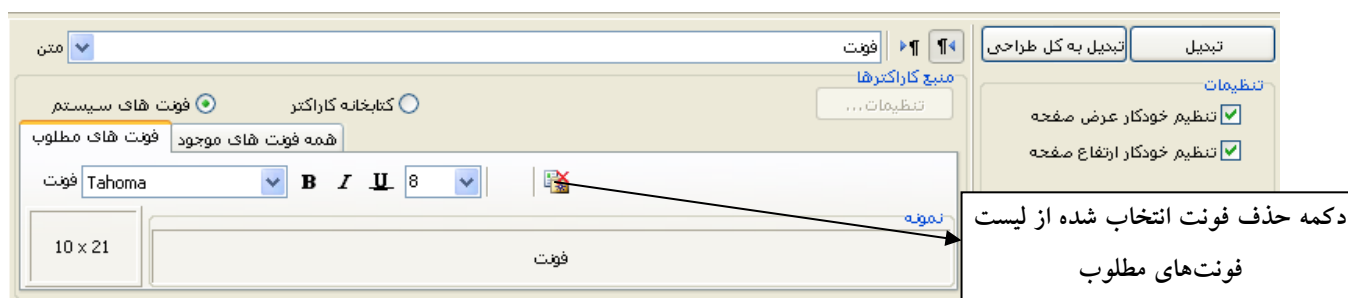 تبدیل
تبدیل به کل طراحی
فونت
متن
تنظیمات
تنظیم خودکار عرض صفحه
تنظیم خودکار ارتفاع صفحه
منبع کاراکترها
تنظیمات...
کتابخانه کاراکتر
فونت های سیستم
همه فونت های موجود
فونت های مطلوب
فونت Tahoma B I U 8
نمونه
فونت
10 x 21
دکمه حذف فونت انتخاب شده از لیست
فونت‌های مطلوب